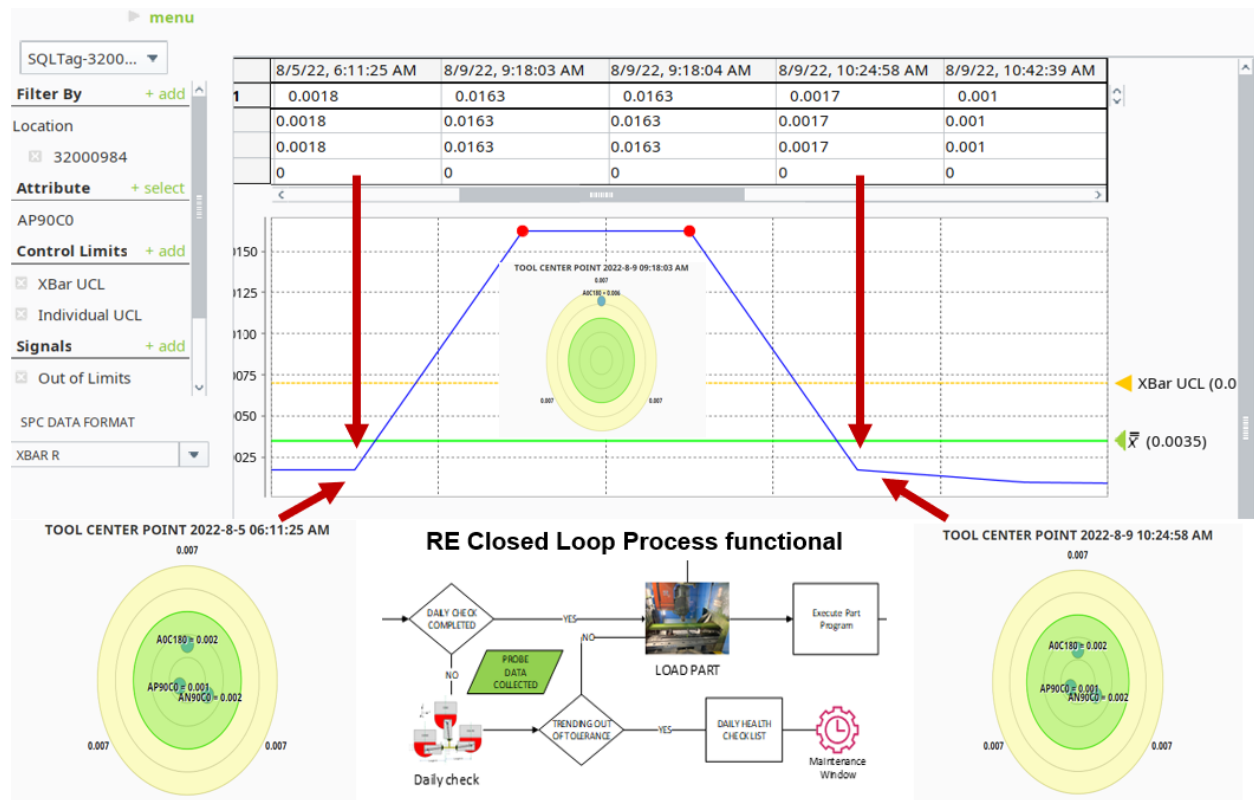 menu
SQLTag-3200...
8/5/22, 6:11:25 AM 8/9/22, 9:18:03 AM 8/9/22, 9:18:04 AM 8/9/22, 10:24:58 AM 8/9/22, 10:42:39 AM
1 0.0018 0.0163 0.0163 0.0017 0.001
0.0018 0.0163 0.0163 0.0017 0.001
0.0018 0.0163 0.0163 0.0017 0.001
0 0 0 0 0
Filter By + add
Location
32000984
Attribute + select
AP90C0
Control Limits + add
XBar UCL
Individual UCL
Signals + add
Out of Limits
SPC DATA FORMAT
XBAR R
0150
0125
0100
0075
0050
0025
TOOL CENTER POINT 2022-8-9 09:18:03 AM
0.007
A0C180 = 0.006
0.007 0.007
XBar UCL (0.0
x̿ (0.0035)
TOOL CENTER POINT 2022-8-5 06:11:25 AM
0.007
A0C180 = 0.002
AP90C0 = 0.001
AN90C0 = 0.002
0.007 0.007
RE Closed Loop Process functional
DAILY CHECK
COMPLETED
YES
NO
NO
PROBE
DATA
COLLECTED
LOAD PART
Execute Part
Program
Daily check
TRENDING OUT
OF TOLERANCE
YES
DAILY HEALTH
CHECKLIST
Maintenance
Window
TOOL CENTER POINT 2022-8-9 10:24:58 AM
0.007
A0C180 = 0.002
AP90C0 = 0.001
AN90C0 = 0.002
0.007 0.007